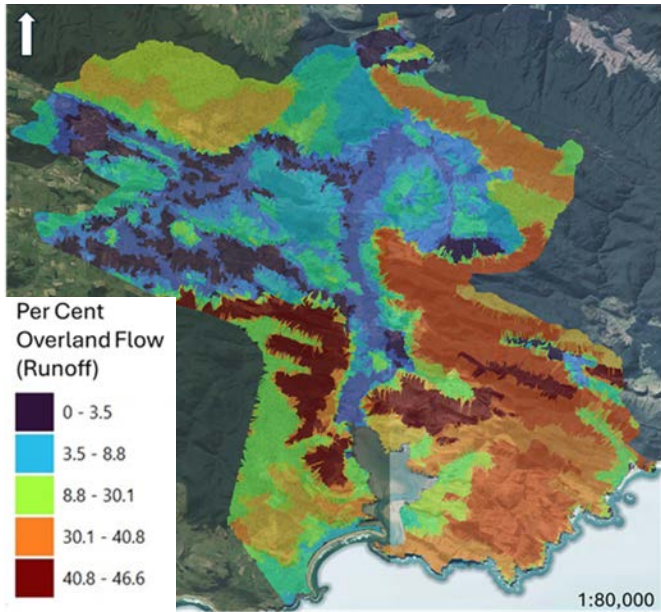 Per Cent
Overland Flow
(Runoff)
0 - 3.5
3.5 - 8.8
8.8 - 30.1
30.1 - 40.8
40.8 - 46.6
1:80,000